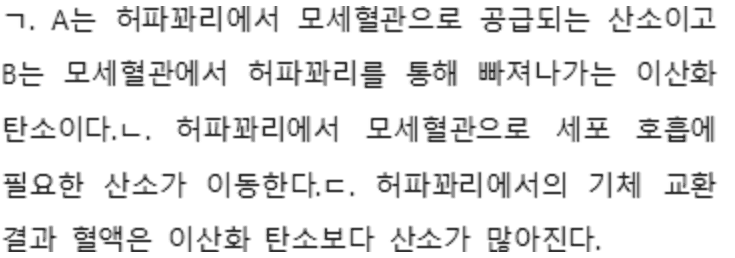 ㄱ. A는 허파꽈리에서 모세혈관으로 공급되는 산소이고
B는 모세혈관에서 허파꽈리를 통해 빠져나가는 이산화
탄소이다.ㄴ. 허파꽈리에서 모세혈관으로 세포 호흡에
필요한 산소가 이동한다.ㄷ. 허파꽈리에서의 기체 교환
결과 혈액은 이산화 탄소보다 산소가 많아진다.